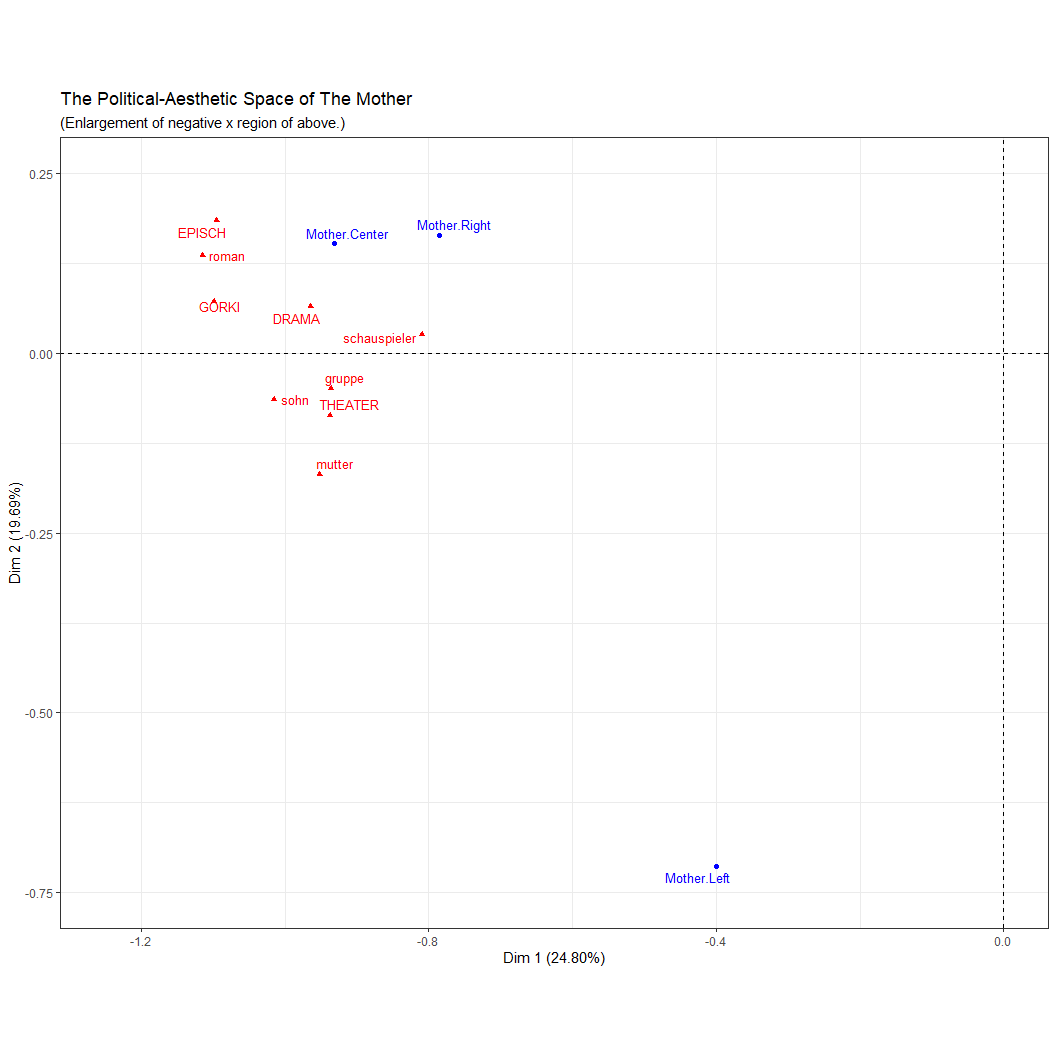 The Political-Aesthetic Space of The Mother
(Enlargement of negative x region of above.)
0.25
EPISCH
Mother.Center
Mother.Right
roman
GORKI
DRAMA
schauspieler
0.00
gruppe
sohn
THEATER
mutter
-0.25
Dim 2 (19.69%)
-0.50
Mother.Left
-0.75
-1.2
-0.8
-0.4
0.0
Dim 1 (24.80%)